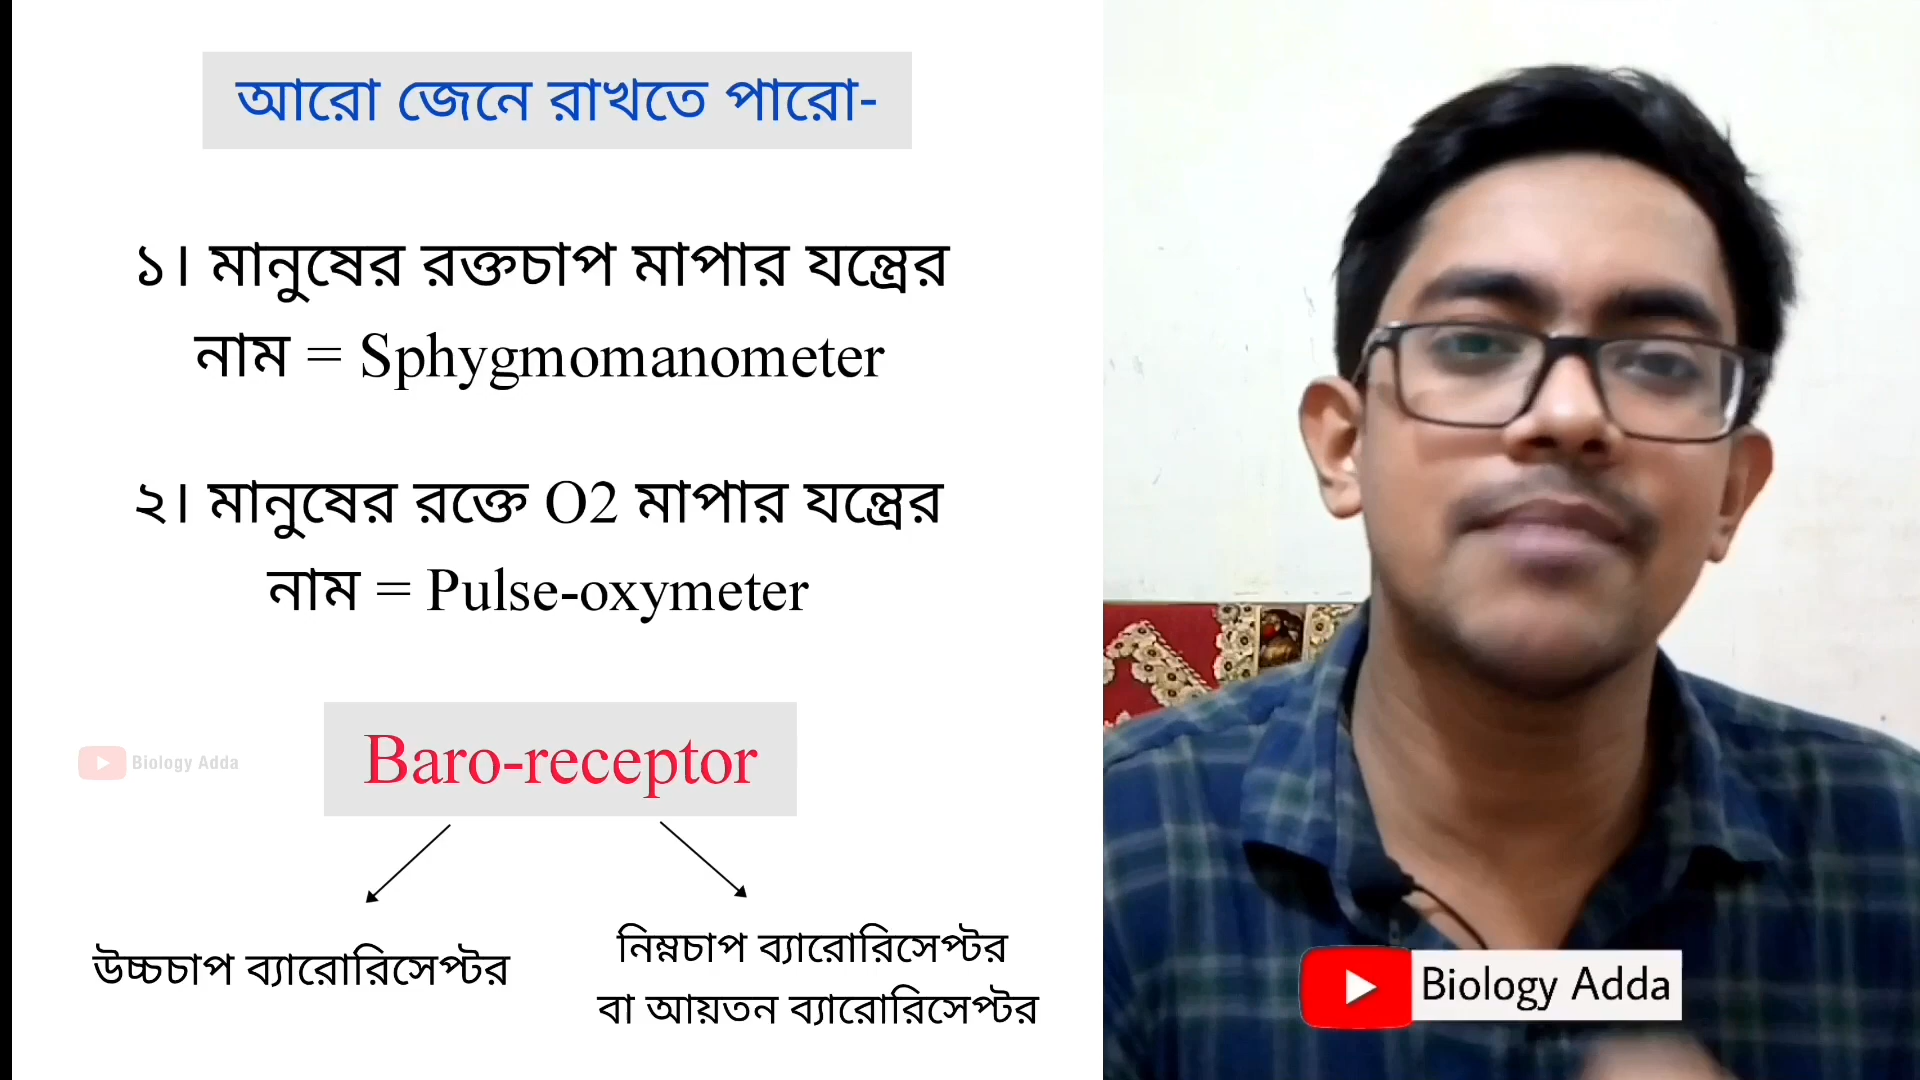 আরো জেনে রাখতে পারো-
১। মানুষের রক্তচাপ মাপার যন্ত্রের
নাম = Sphygmomanometer
২। মানুষের রক্তে O2 মাপার যন্ত্রের
নাম = Pulse-oxymeter
Baro-receptor
Biology Adda
উচ্চচাপ ব্যারোরিসেপ্টর
নিম্নচাপ ব্যারোরিসেপ্টর
বা আয়তন ব্যারোরিসেপ্টর
Biology Adda